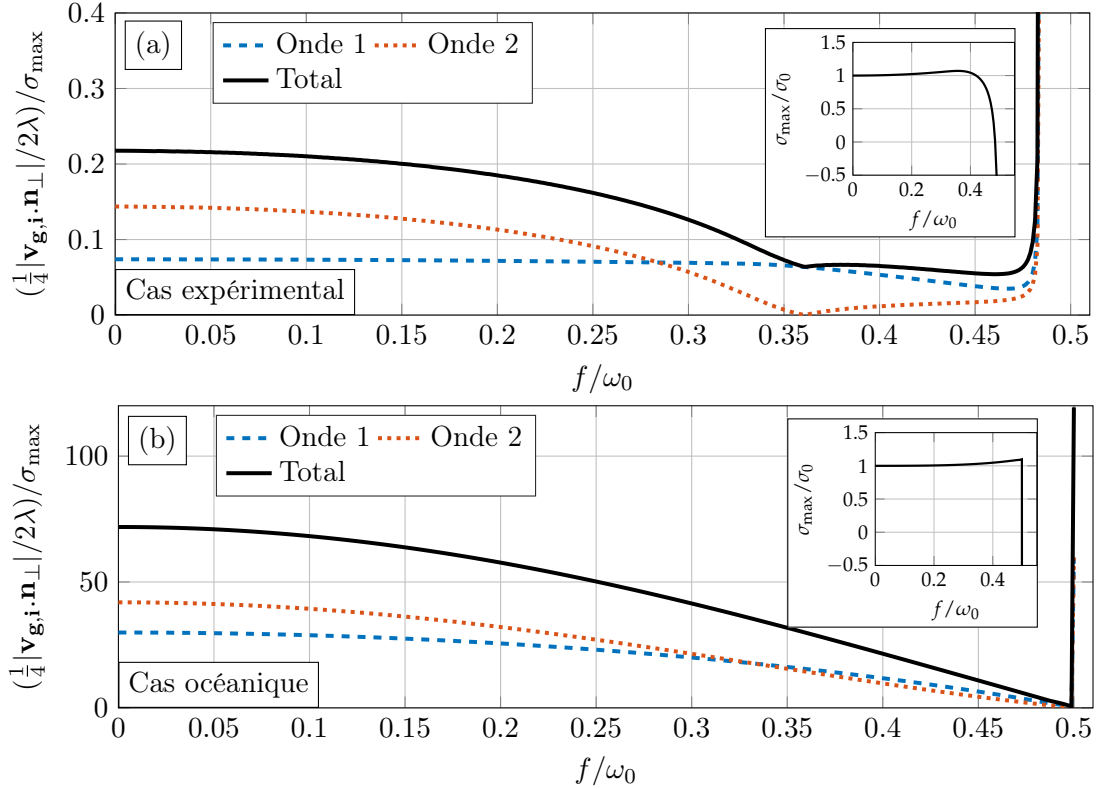 (a)
Onde 1 Onde 2
Total
Cas expérimental
(1/4|v_g,i.n_⊥|/2λ)/σ_max
0.4
0.3
0.2
0.1
0
0 0.05 0.1 0.15 0.2 0.25 0.3 0.35 0.4 0.45 0.5
f/ω₀
σ_max/σ₀
1.5
1
0.5
0
−0.5
0 0.2 0.4
f/ω₀
(b)
Onde 1 Onde 2
Total
Cas océanique
(1/4|v_g,i.n_⊥|/2λ)/σ_max
100
50
0
0 0.05 0.1 0.15 0.2 0.25 0.3 0.35 0.4 0.45 0.5
f/ω₀
σ_max/σ₀
1.5
1
0.5
0
−0.5
0 0.2 0.4
f/ω₀